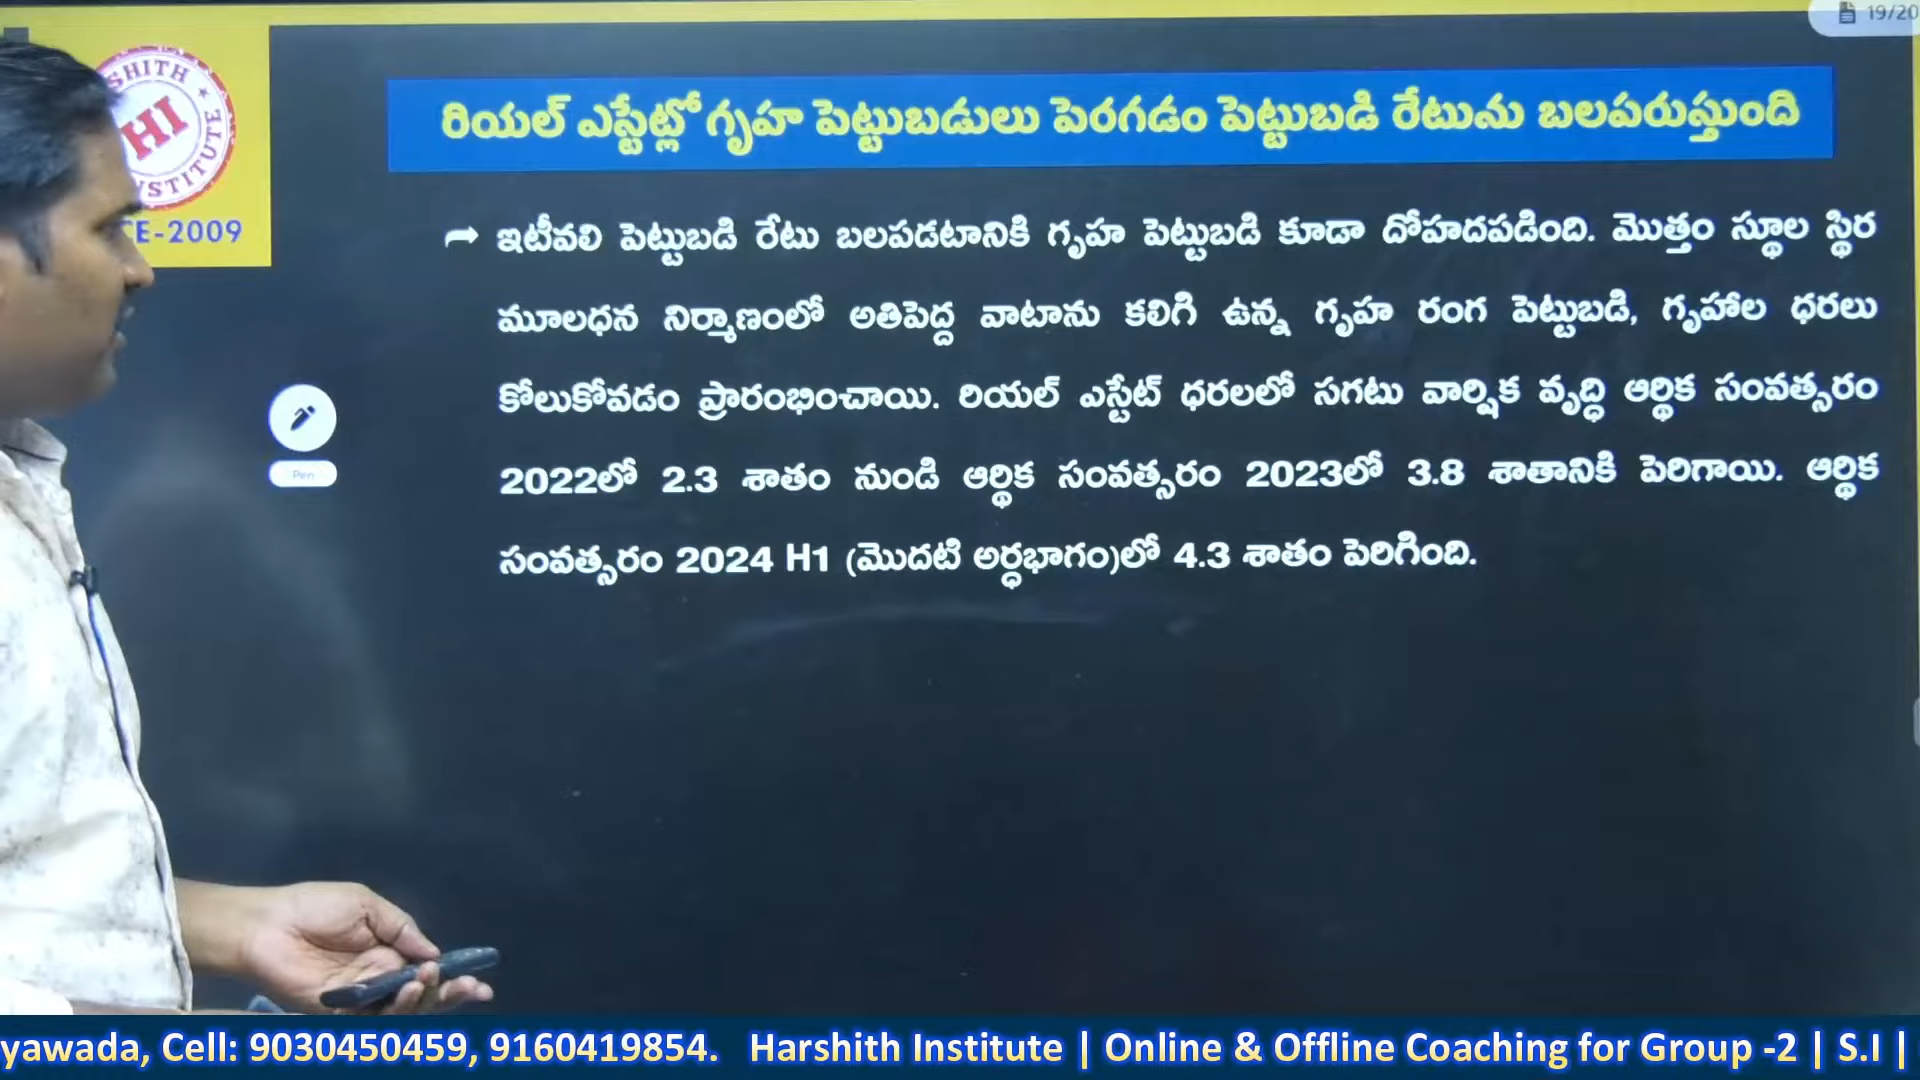 19/20
SHITH
HI
INSTITUTE
CE-2009
రియల్ ఎస్టేట్లో గృహ పెట్టుబడులు పెరగడం పెట్టుబడి రేటును బలపరుస్తుంది
ఇటీవలి పెట్టుబడి రేటు బలపడటానికి గృహ పెట్టుబడి కూడా దోహదపడింది. మొత్తం స్థూల స్థిర
మూలధన నిర్మాణంలో అతిపెద్ద వాటాను కలిగి ఉన్న గృహ రంగ పెట్టుబడి, గృహాల ధరలు
కోలుకోవడం ప్రారంభించాయి. రియల్ ఎస్టేట్ ధరలలో సగటు వార్షిక వృద్ధి ఆర్థిక సంవత్సరం
2022లో 2.3 శాతం నుండి ఆర్థిక సంవత్సరం 2023లో 3.8 శాతానికి పెరిగాయి. ఆర్థిక
సంవత్సరం 2024 H1 (మొదటి అర్ధభాగం)లో 4.3 శాతం పెరిగింది.
Pen
yawada, Cell: 9030450459, 9160419854. Harshith Institute | Online & Offline Coaching for Group -2 | S.I |